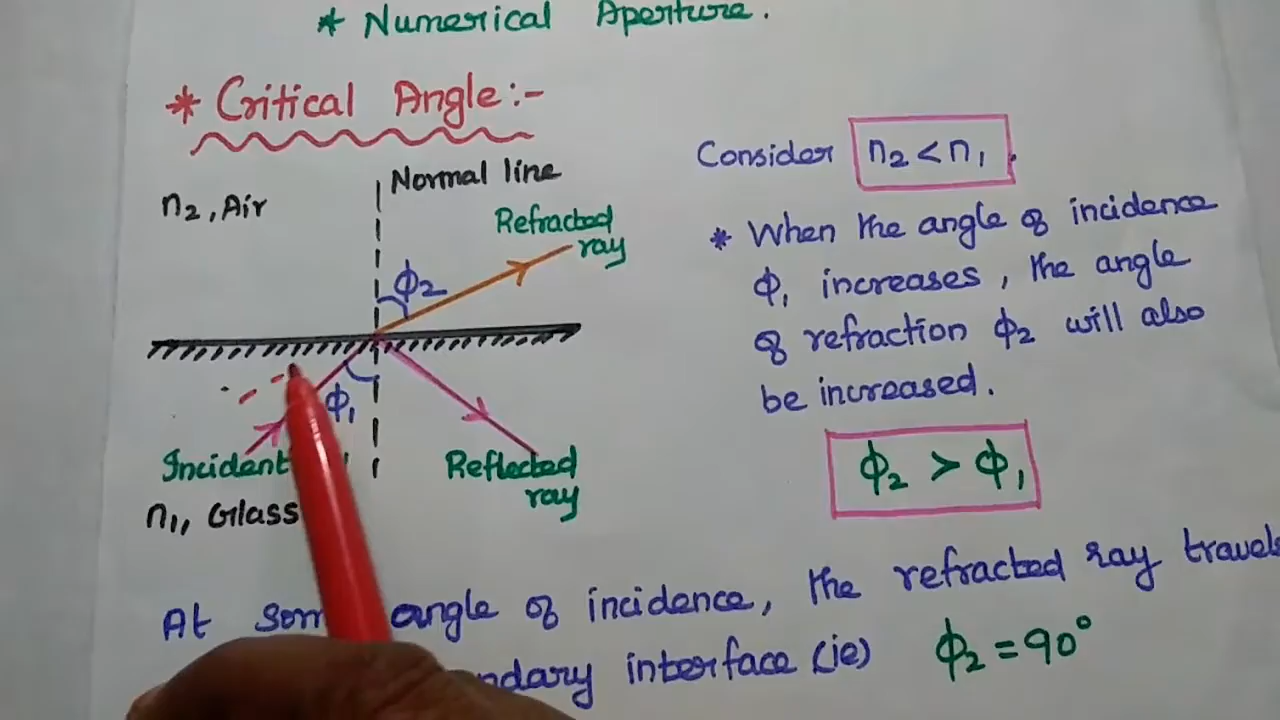 * Numerical Aperture.
* Critical Angle:-
Normal line
n₂, Air
Refracted
ray
ϕ₂
ϕ₁
Incident
n₁, Glass
Reflected
ray
Consider n₂ < n₁.
* When the angle of incidence
ϕ₁ increases, the angle
of refraction ϕ₂ will also
be increased.
ϕ₂ > ϕ₁
At angle of incidence, the refracted ray travels
interface (ie) ϕ₂ = 90°